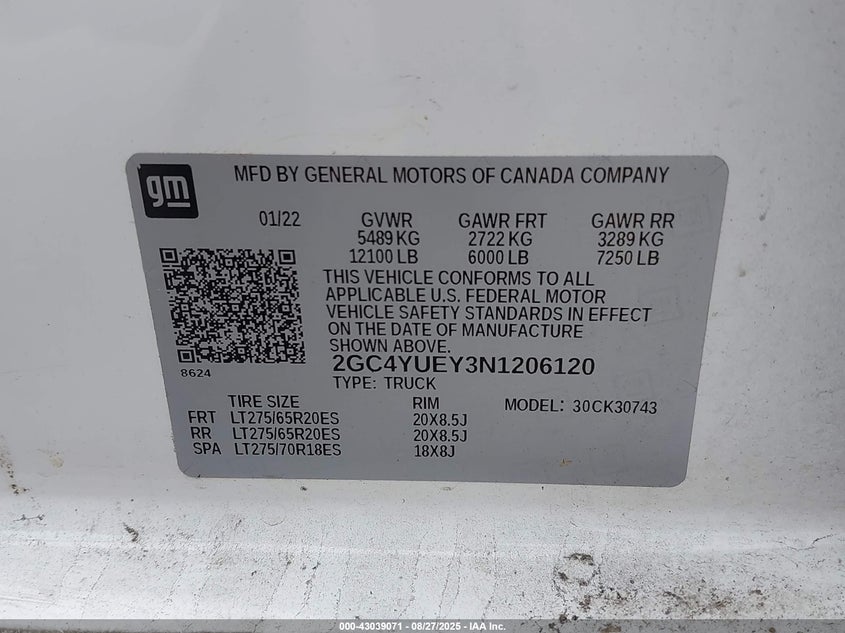 gm
MFD BY GENERAL MOTORS OF CANADA COMPANY
01/22 GVWR GAWR FRT GAWR RR
5489 KG 2722 KG 3289 KG
12100 LB 6000 LB 7250 LB
THIS VEHICLE CONFORMS TO ALL
APPLICABLE U.S. FEDERAL MOTOR
VEHICLE SAFETY STANDARDS IN EFFECT
ON THE DATE OF MANUFACTURE
SHOWN ABOVE.
8624
2GC4YUEY3N1206120
TYPE: TRUCK
TIRE SIZE RIM MODEL: 30CK30743
FRT LT275/65R20ES 20X8.5J
RR LT275/65R20ES 20X8.5J
SPA LT275/70R18ES 18X8J
000-43039071 - 08/27/2025 - IAA Inc.